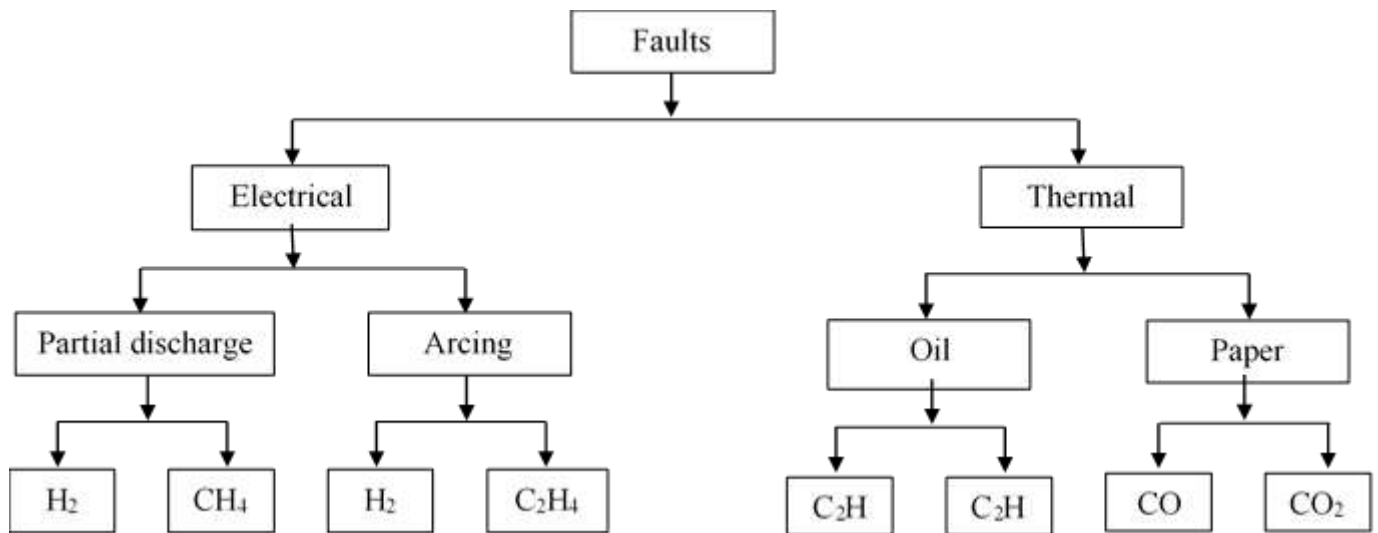 Faults
Electrical
Thermal
Partial discharge
Arcing
Oil
Paper
H₂
CH₄
H₂
C₂H₄
C₂H
C₂H
CO
CO₂